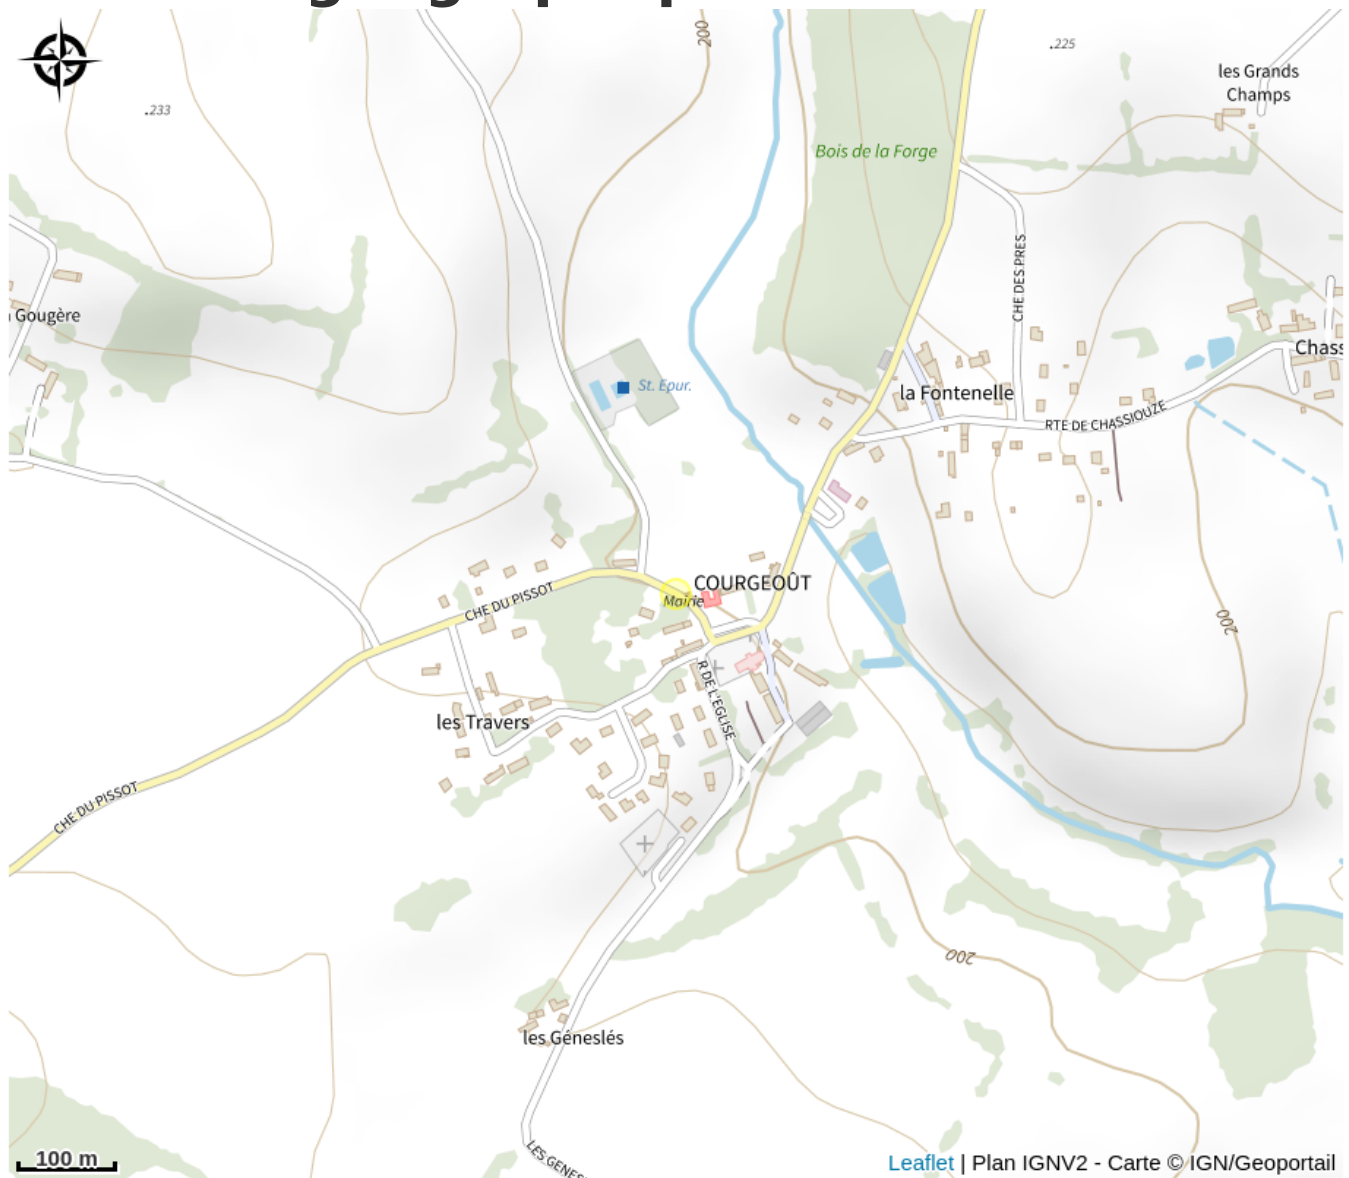 200
.225
les Grands
Champs
.233
Bois de la Forge
CHE DES PRES
Gougère
Chass
St. Epur.
la Fontenelle
RTE DE CHASSIOUZE
COURGEOÛT
Mairie
CHE DU PISSOT
200
R DE L'EGLISE
les Travers
CHE DU PISSOT
200
les Géneslés
LES GENES
100 m
Leaflet | Plan IGNV2 - Carte © IGN/Geoportail